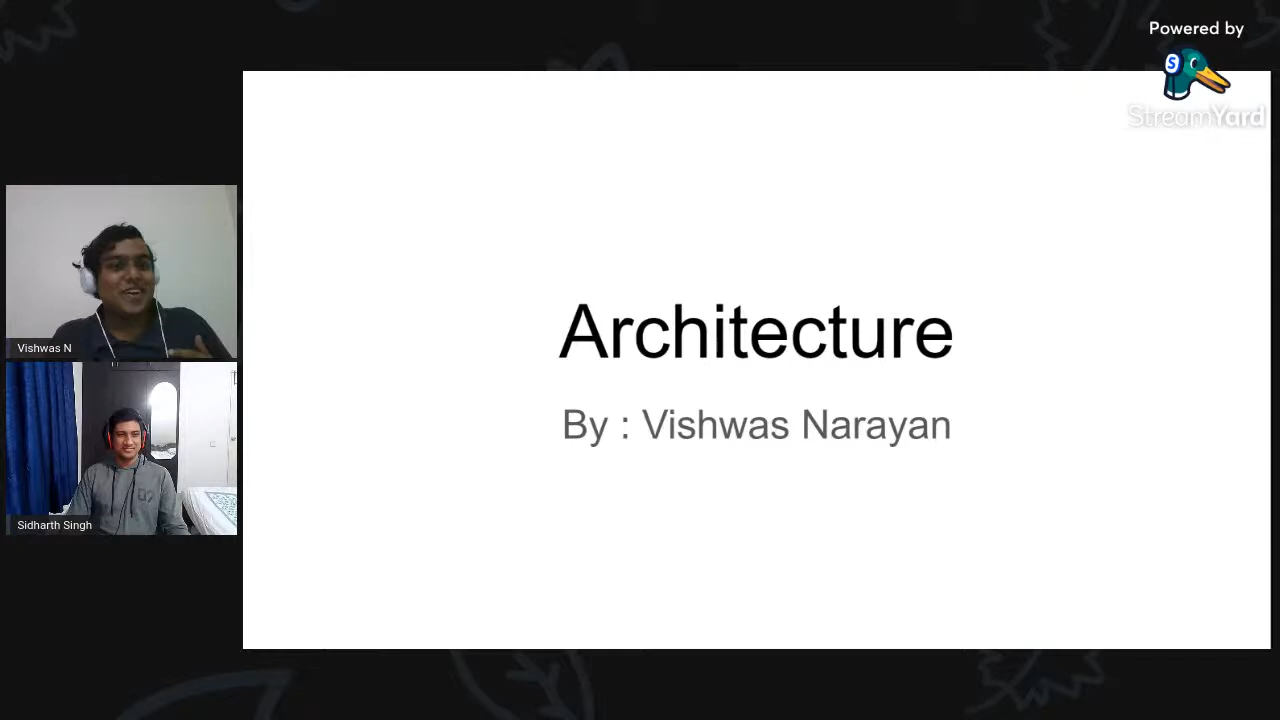 Powered by
S
StreamYard
Architecture
By : Vishwas Narayan
Vishwas N
Sidharth Singh